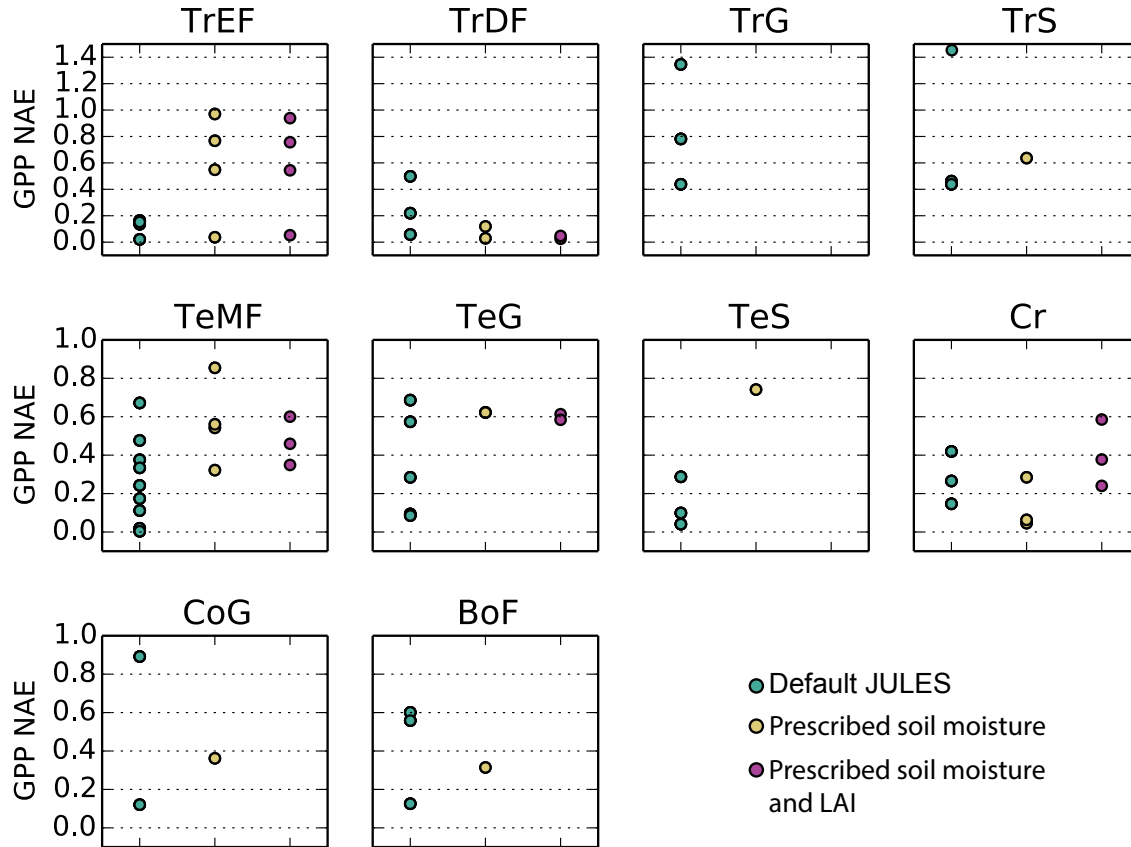 TrEF TrDF TrG TrS
GPP NAE
1.4
1.2
1.0
0.8
0.6
0.4
0.2
0.0
TeMF TeG TeS Cr
GPP NAE
1.0
0.8
0.6
0.4
0.2
0.0
CoG BoF
GPP NAE
1.0
0.8
0.6
0.4
0.2
0.0
Default JULES
Prescribed soil moisture
Prescribed soil moisture
and LAI